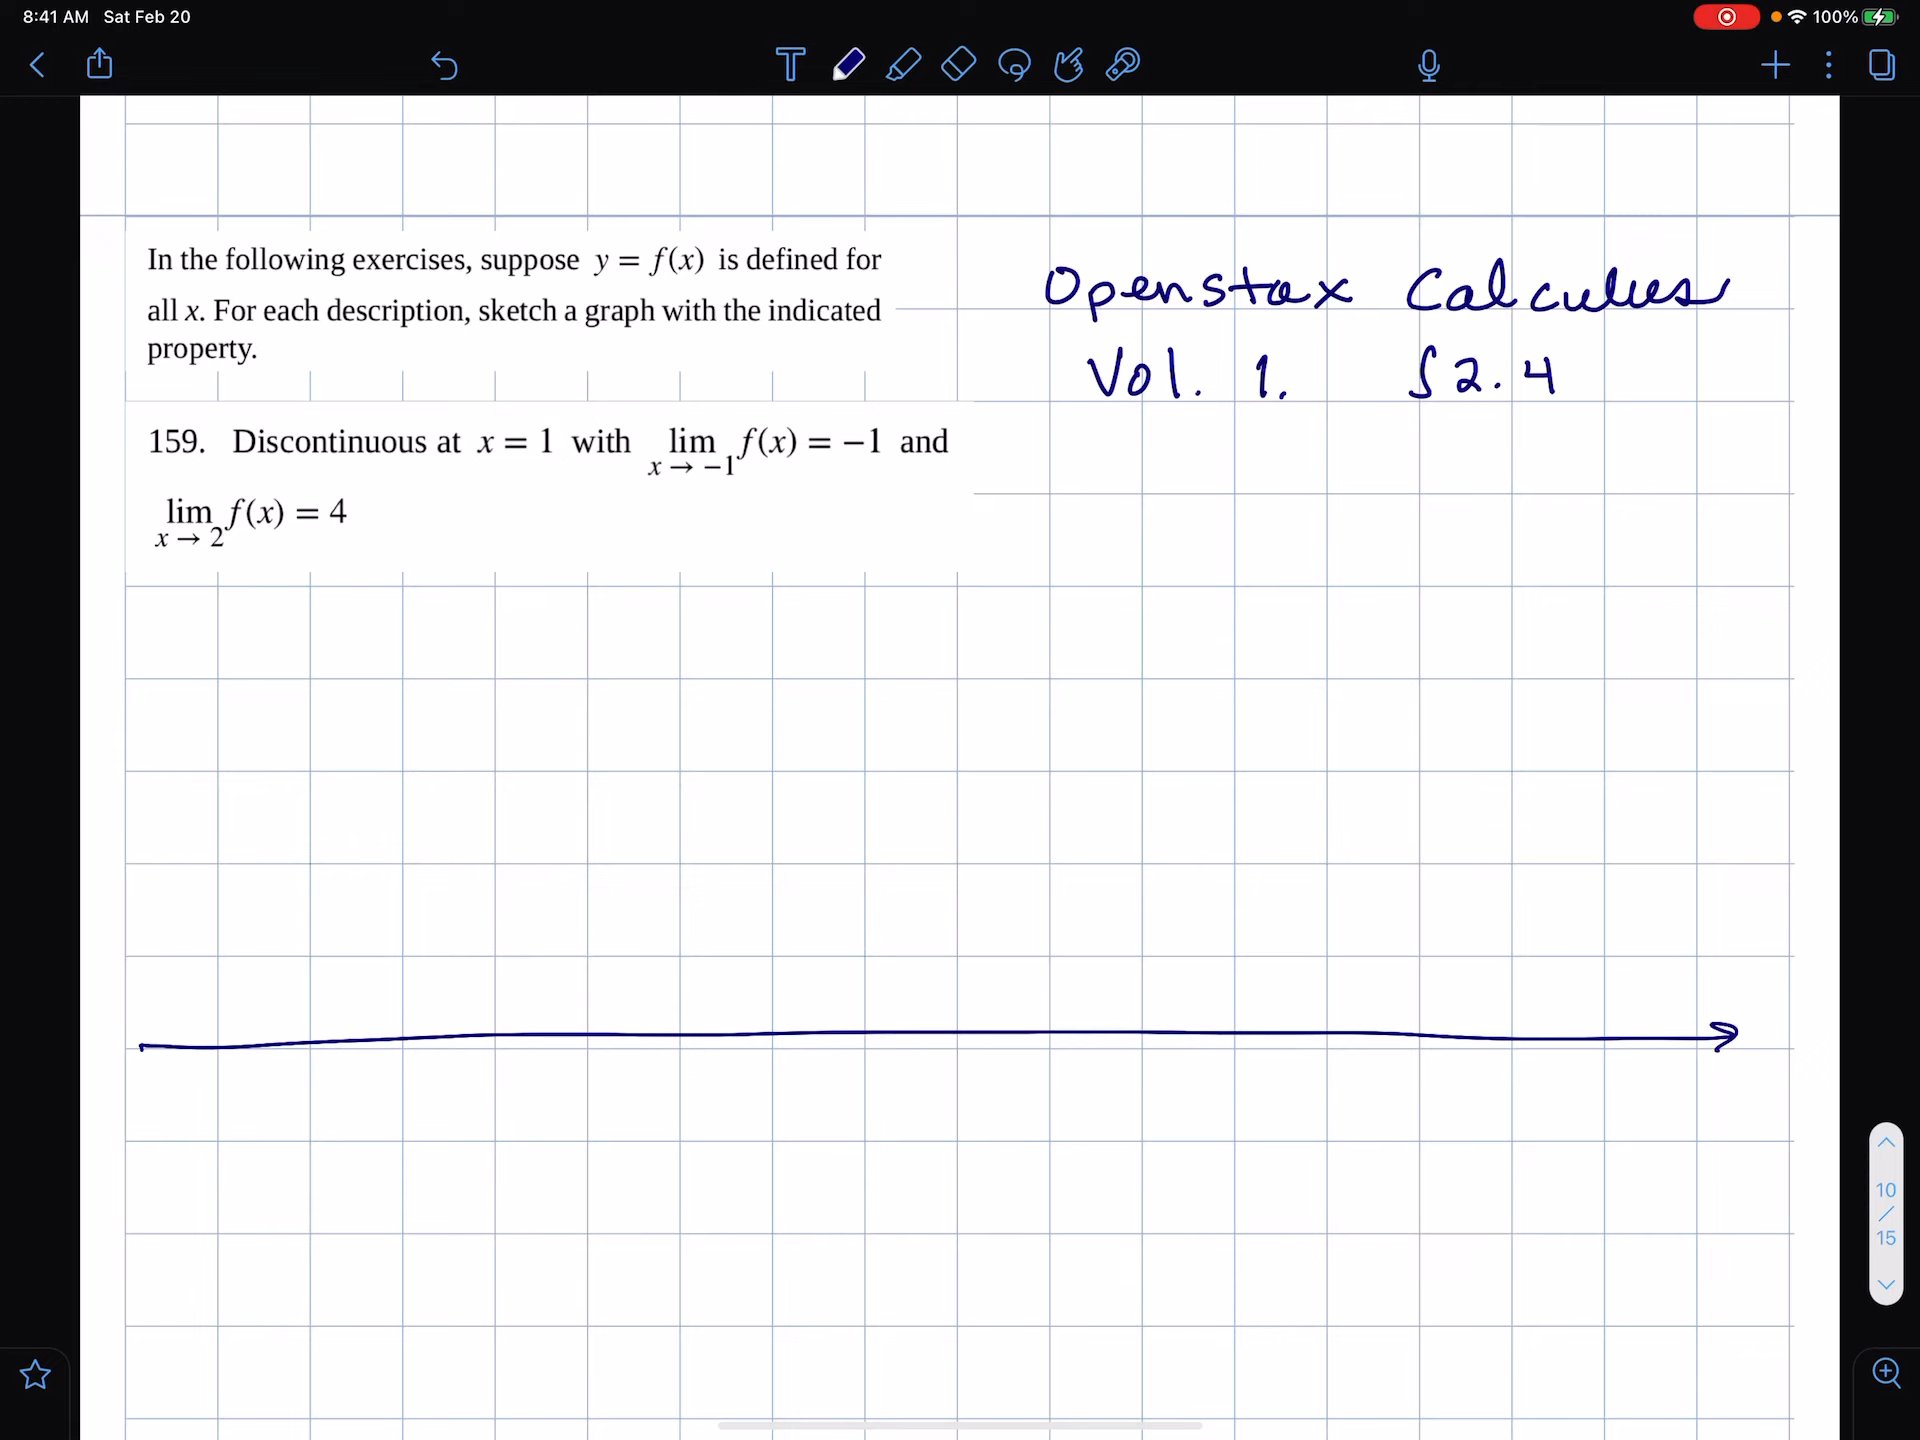 8:41 AM Sat Feb 20
100%
In the following exercises, suppose y = f(x) is defined for
all x. For each description, sketch a graph with the indicated
property.
Openstax Calculus
Vol. 1. §2.4
159. Discontinuous at x = 1 with lim x → −1 f(x) = −1 and
lim x → 2 f(x) = 4
10
/
15